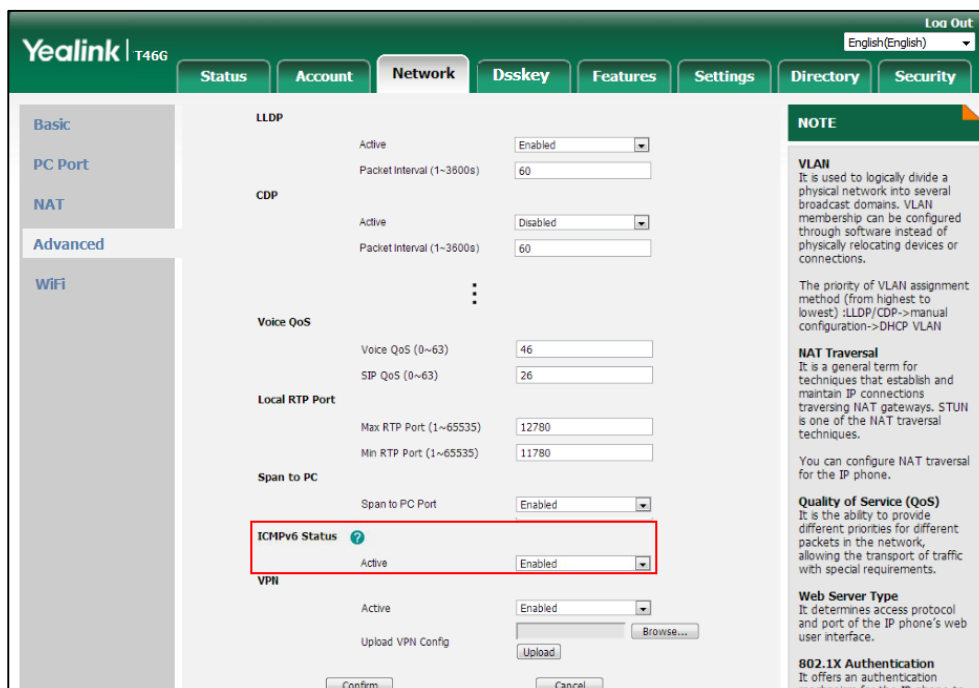 Log Out
Yealink T46G
English(English)
Status
Account
Network
Dsskey
Features
Settings
Directory
Security
Basic
PC Port
NAT
Advanced
WiFi
LLDP
Active Enabled
Packet Interval (1~3600s) 60
CDP
Active Disabled
Packet Interval (1~3600s) 60
Voice QoS
Voice QoS (0~63) 46
SIP QoS (0~63) 26
Local RTP Port
Max RTP Port (1~65535) 12780
Min RTP Port (1~65535) 11780
Span to PC
Span to PC Port Enabled
ICMPv6 Status ?
Active Enabled
VPN
Active Enabled
Upload VPN Config Browse...
Upload
Confirm Cancel
NOTE
VLAN
It is used to logically divide a
physical network into several
broadcast domains. VLAN
membership can be configured
through software instead of
physically relocating devices or
connections.
The priority of VLAN assignment
method (from highest to
lowest) :LLDP/CDP->manual
configuration->DHCP VLAN
NAT Traversal
It is a general term for
techniques that establish and
maintain IP connections
traversing NAT gateways. STUN
is one of the NAT traversal
techniques.
You can configure NAT traversal
for the IP phone.
Quality of Service (QoS)
It is the ability to provide
different priorities for different
packets in the network,
allowing the transport of traffic
with special requirements.
Web Server Type
It determines access protocol
and port of the IP phone's web
user interface.
802.1X Authentication
It offers an authentication